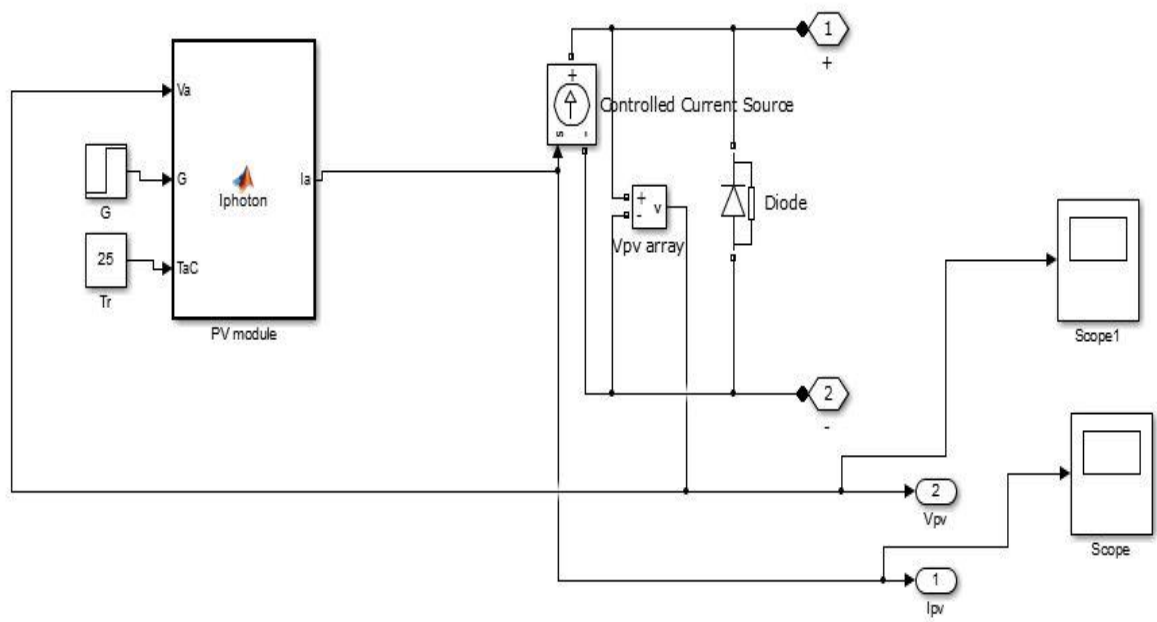 1
+
Va
+
Controlled Current Source
s
-
G
G
Iphoton
Ia
+
-
v
Diode
Vpv array
25
TaC
Tr
PV module
Scope1
2
-
2
Vpv
Scope
1
Ipv